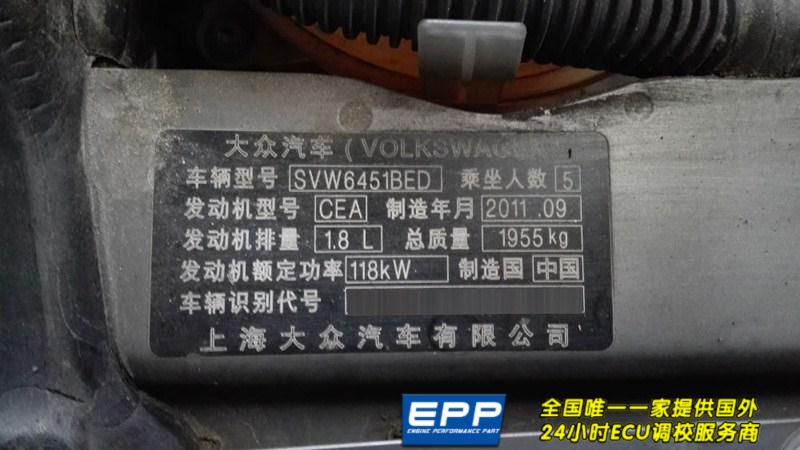 大众汽车(VOLKSWAGEN)
车辆型号 SVW6451BED 乘坐人数 5
发动机型号 CEA 制造年月 2011.09
发动机排量 1.8 L 总质量 1955kg
发动机额定功率 118kW 制造国 中国
车辆识别代号
上海大众汽车有限公司
EPP
ENGINE PERFORMANCE PART
全国唯一一家提供国外
24小时ECU调校服务商